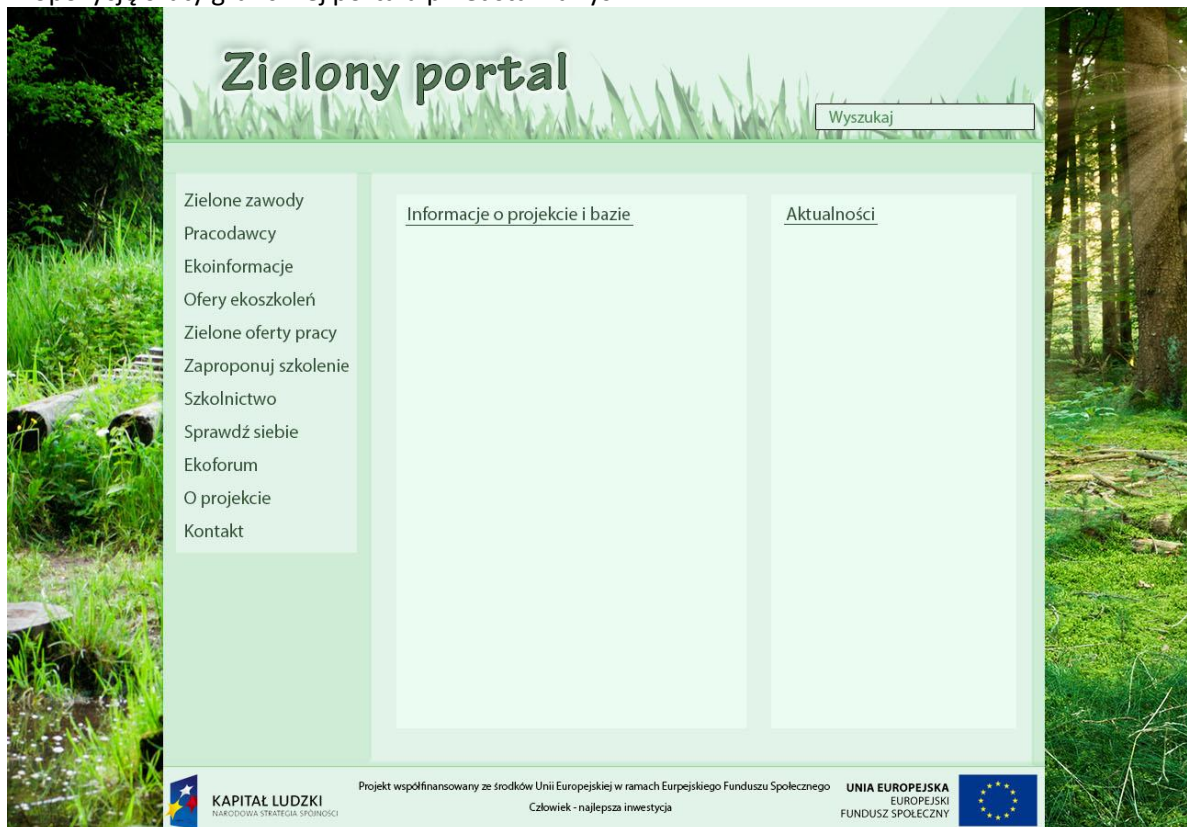 Zielony portal
Wyszukaj
Zielone zawody
Pracodawcy
Ekoinformacje
Ofery ekoszkoleń
Zielone oferty pracy
Zaproponuj szkolenie
Szkolnictwo
Sprawdź siebie
Ekoforum
O projekcie
Kontakt
Informacje o projekcie i bazie
Aktualności
KAPITAŁ LUDZKI
NARODOWA STRATEGIA SPÓJNOŚCI
Projekt współfinansowany ze środków Unii Europejskiej w ramach Eurpejskiego Funduszu Społecznego
Człowiek - najlepsza inwestycja
UNIA EUROPEJSKA
EUROPEJSKI
FUNDUSZ SPOŁECZNY